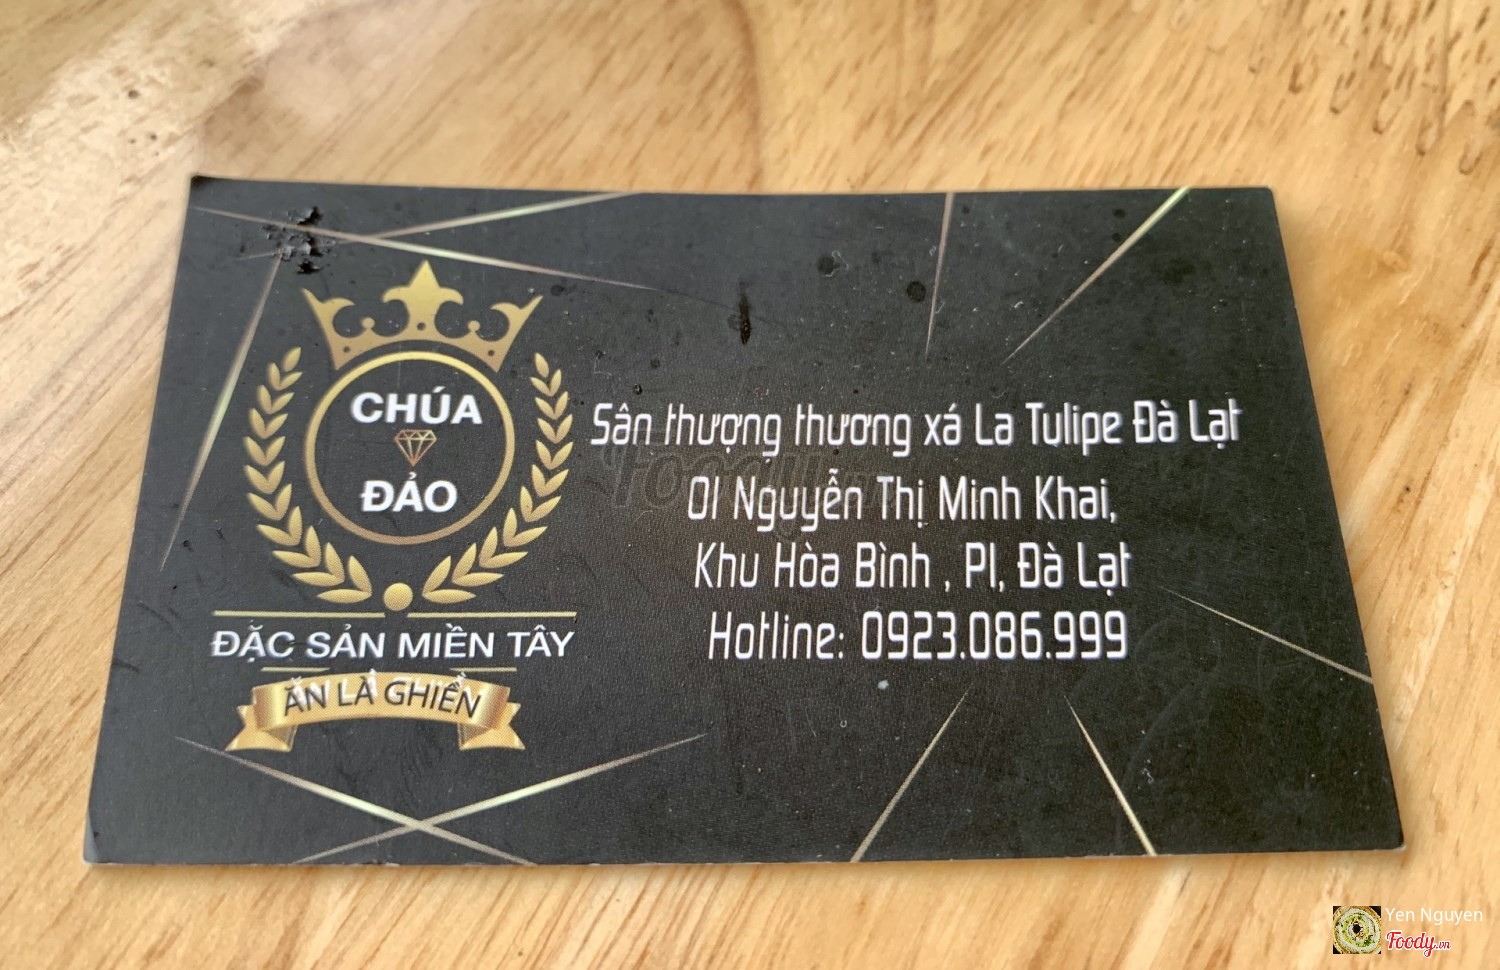 CHÚA
ĐẢO
ĐẶC SẢN MIỀN TÂY
ĂN LÀ GHIỀN
Sân thượng thương xá La Tulipe Đà Lạt
01 Nguyễn Thị Minh Khai,
Khu Hòa Bình , P1, Đà Lạt
Hotline: 0923.086.999
Foody
Yen Nguyen
Foody.vn